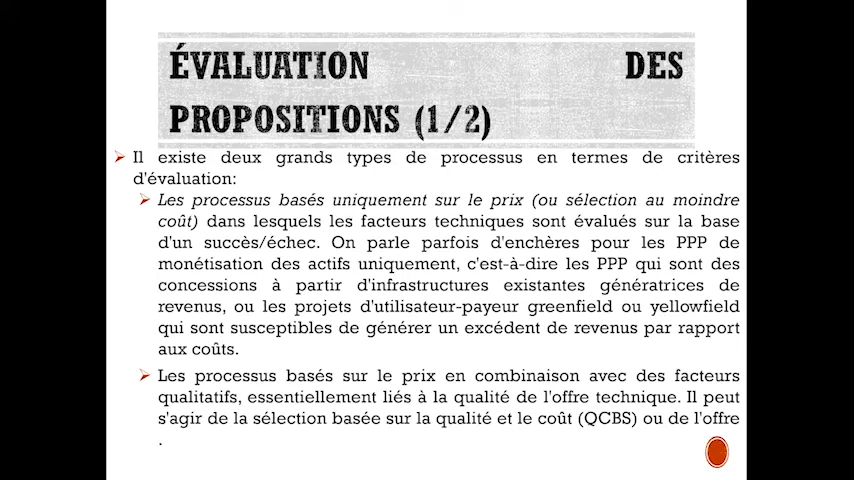 ÉVALUATION DES
PROPOSITIONS (1/2)
Il existe deux grands types de processus en termes de critères
d'évaluation:
Les processus basés uniquement sur le prix (ou sélection au moindre
coût) dans lesquels les facteurs techniques sont évalués sur la base
d'un succès/échec. On parle parfois d'enchères pour les PPP de
monétisation des actifs uniquement, c'est-à-dire les PPP qui sont des
concessions à partir d'infrastructures existantes génératrices de
revenus, ou les projets d'utilisateur-payeur greenfield ou yellowfield
qui sont susceptibles de générer un excédent de revenus par rapport
aux coûts.
Les processus basés sur le prix en combinaison avec des facteurs
qualitatifs, essentiellement liés à la qualité de l'offre technique. Il peut
s'agir de la sélection basée sur la qualité et le coût (QCBS) ou de l'offre
.